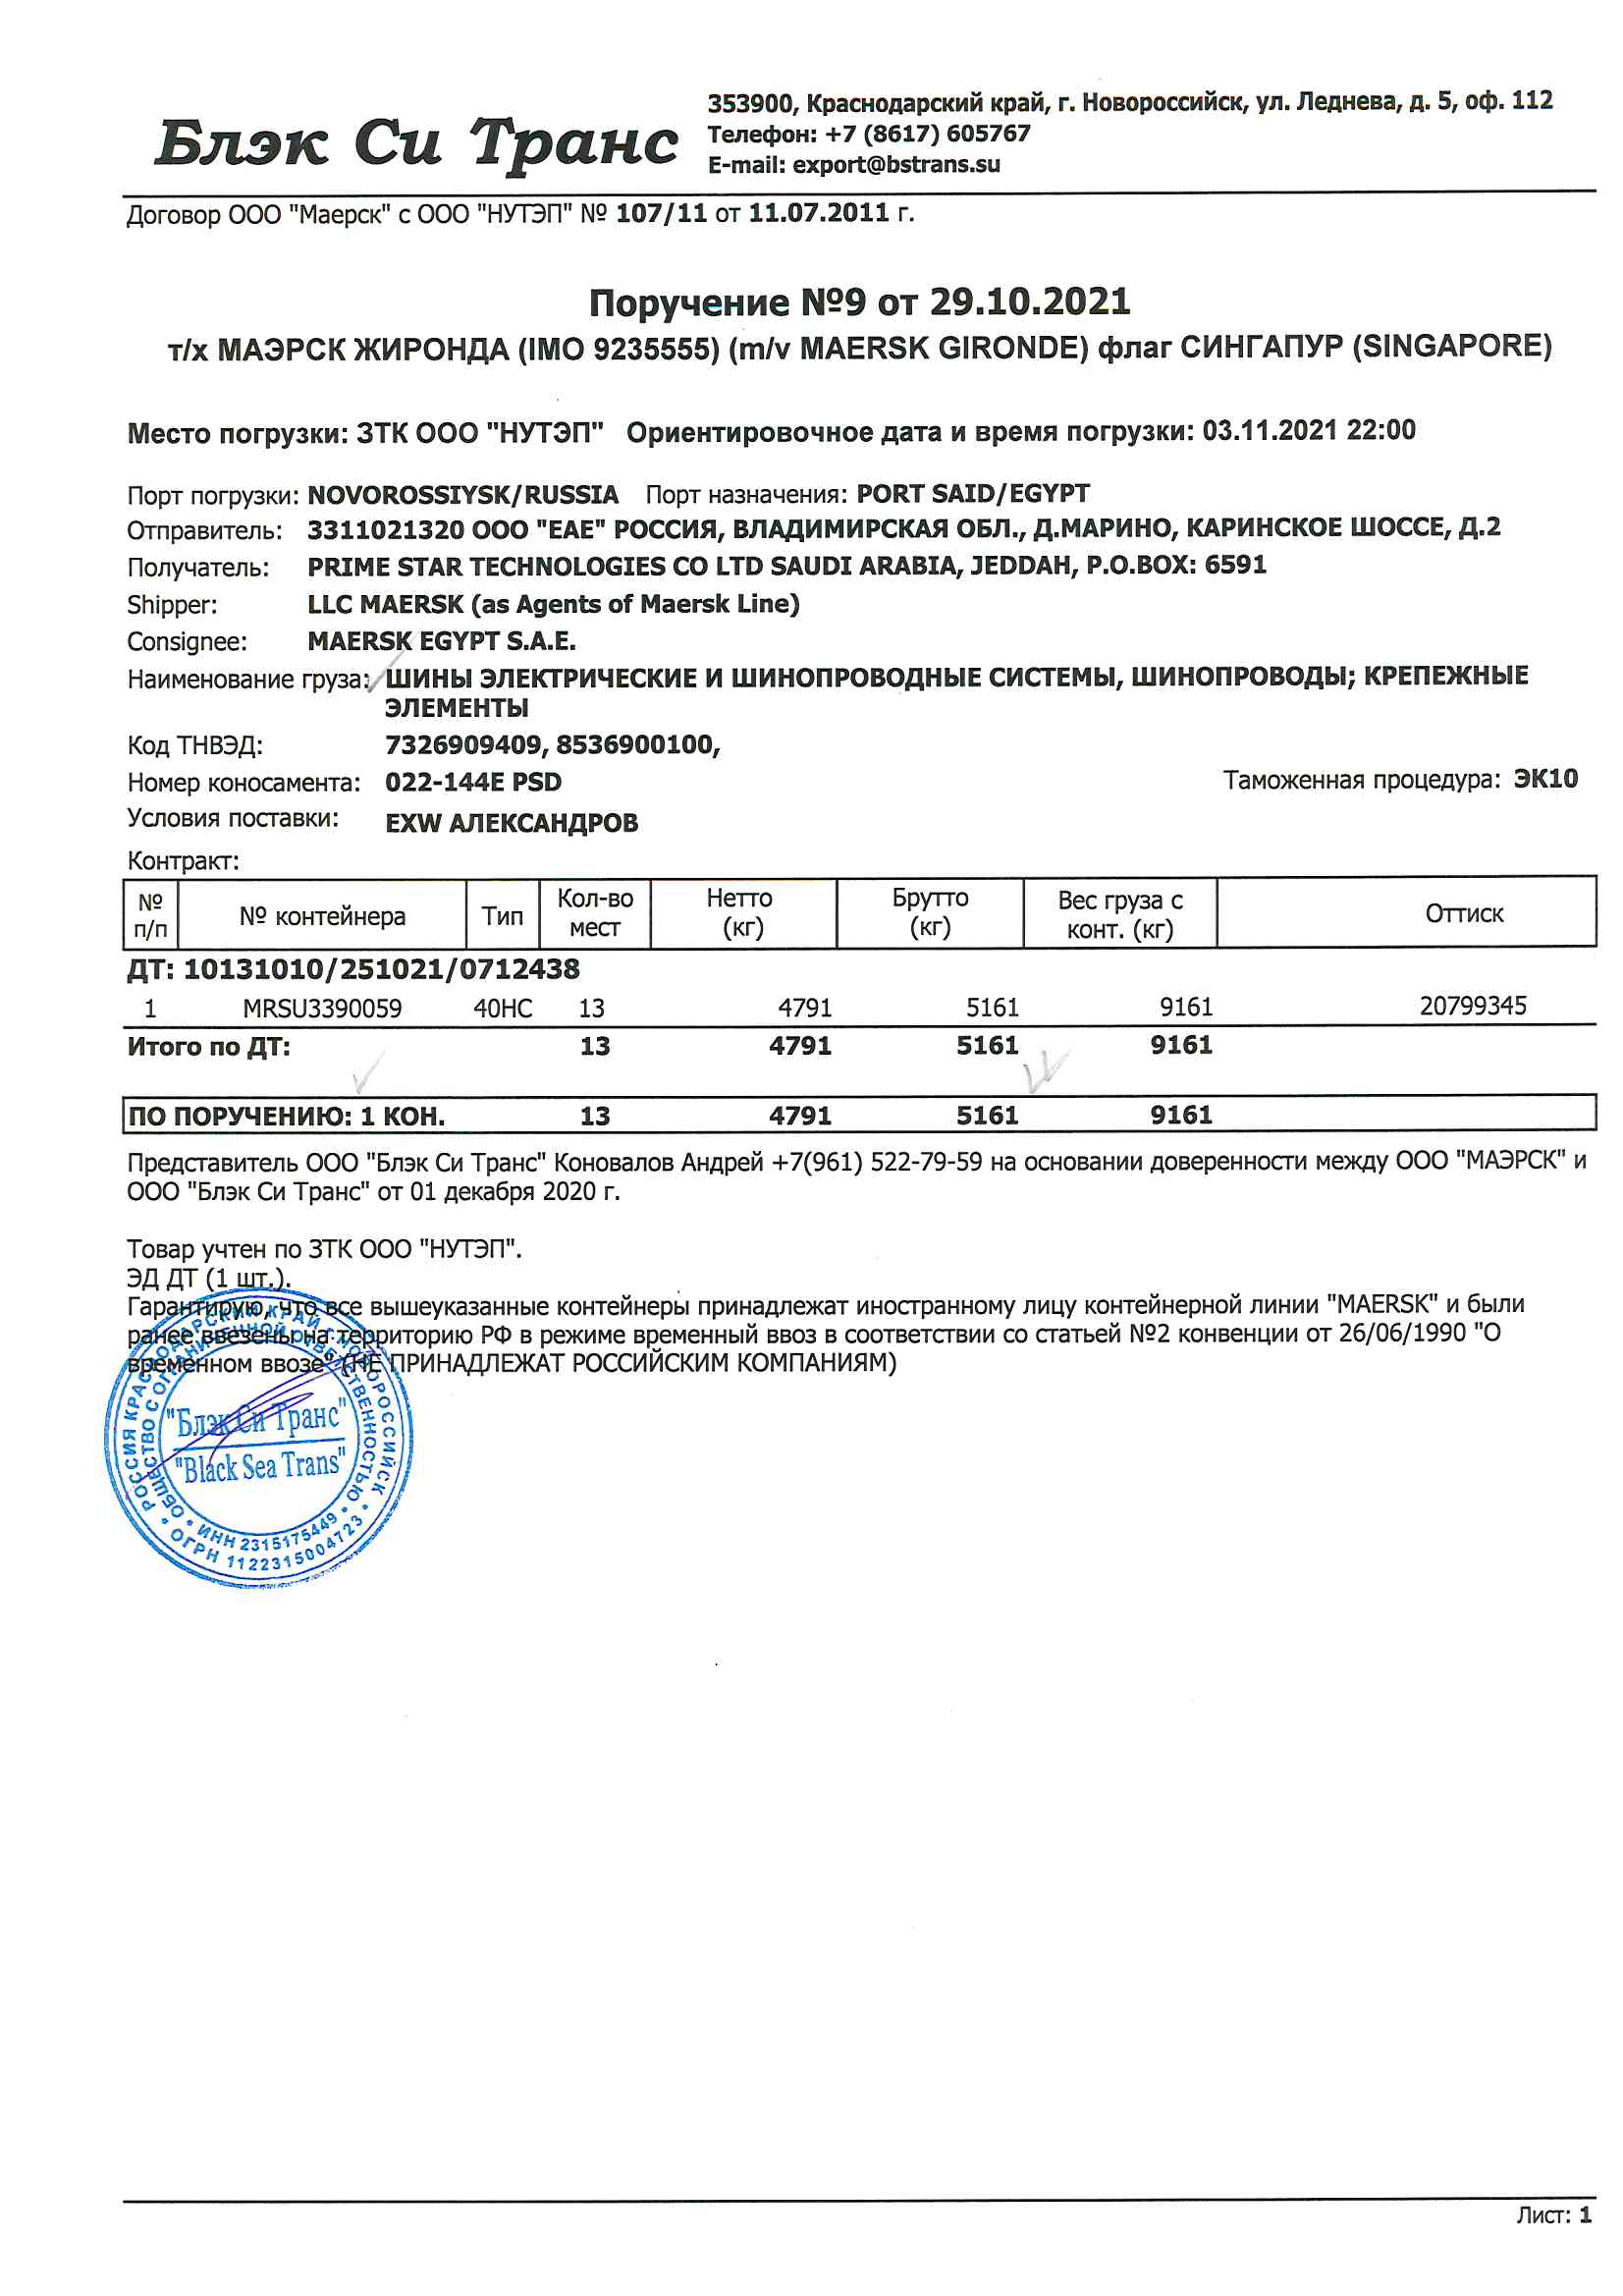 Блэк Си Транс
353900, Краснодарский край, г. Новороссийск, ул. Леднева, д. 5, оф. 112
Телефон: +7 (8617) 605767
E-mail: export@bstrans.su
Договор ООО "Маерск" с ООО "НУТЭП" № 107/11 от 11.07.2011 г.
Поручение №9 от 29.10.2021
т/х МАЭРСК ЖИРОНДА (IMO 9235555) (m/v MAERSK GIRONDE) флаг СИНГАПУР (SINGAPORE)
Место погрузки: ЗТК ООО "НУТЭП" Ориентировочное дата и время погрузки: 03.11.2021 22:00
Порт погрузки: NOVOROSSIYSK/RUSSIA Порт назначения: PORT SAID/EGYPT
Отправитель: 3311021320 ООО "ЕАЕ" РОССИЯ, ВЛАДИМИРСКАЯ ОБЛ., Д.МАРИНО, КАРИНСКОЕ ШОССЕ, Д.2
Получатель: PRIME STAR TECHNOLOGIES CO LTD SAUDI ARABIA, JEDDAH, P.O.BOX: 6591
Shipper: LLC MAERSK (as Agents of Maersk Line)
Consignee: MAERSK EGYPT S.A.E.
Наименование груза: ШИНЫ ЭЛЕКТРИЧЕСКИЕ И ШИНОПРОВОДНЫЕ СИСТЕМЫ, ШИНОПРОВОДЫ; КРЕПЕЖНЫЕ
ЭЛЕМЕНТЫ
Код ТНВЭД: 7326909409, 8536900100,
Номер коносамента: 022-144E PSD Таможенная процедура: ЭК10
Условия поставки: EXW АЛЕКСАНДРОВ
Контракт:
№ п/п № контейнера Тип Кол-во мест Нетто (кг) Брутто (кг) Вес груза с конт. (кг) Оттиск
ДТ: 10131010/251021/0712438
1 MRSU3390059 40HC 13 4791 5161 9161 20799345
Итого по ДТ: 13 4791 5161 9161
ПО ПОРУЧЕНИЮ: 1 КОН. 13 4791 5161 9161
Представитель ООО "Блэк Си Транс" Коновалов Андрей +7(961) 522-79-59 на основании доверенности между ООО "МАЭРСК" и
ООО "Блэк Си Транс" от 01 декабря 2020 г.
Товар учтен по ЗТК ООО "НУТЭП".
ЭД ДТ (1 шт.).
Гарантирую, что все вышеуказанные контейнеры принадлежат иностранному лицу контейнерной линии "MAERSK" и были
ранее ввезены на территорию РФ в режиме временный ввоз в соответствии со статьей №2 конвенции от 26/06/1990 "О
временном ввозе" (НЕ ПРИНАДЛЕЖАТ РОССИЙСКИМ КОМПАНИЯМ)
РОССИЯ КРАСНОДАРСКИЙ КРАЙ Г.НОВОРОССИЙСК
ОБЩЕСТВО С ОГРАНИЧЕННОЙ ОТВЕТСТВЕННОСТЬЮ
"Блэк Си Транс"
"Black Sea Trans"
ИНН 2315175449
ОГРН 1122315004723
Лист: 1